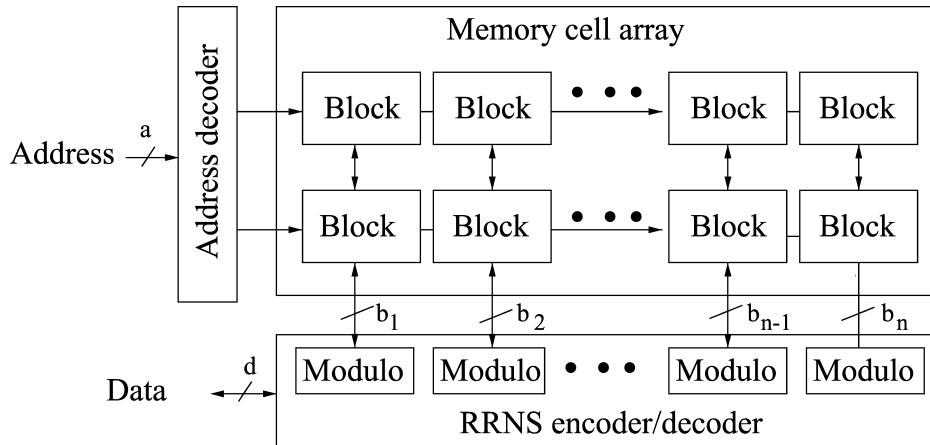 Memory cell array
Address decoder
Block Block • • • Block Block
a
Address
Block Block • • • Block Block
b1 b2 bn-1 bn
d
Data
Modulo Modulo • • • Modulo Modulo
RRNS encoder/decoder